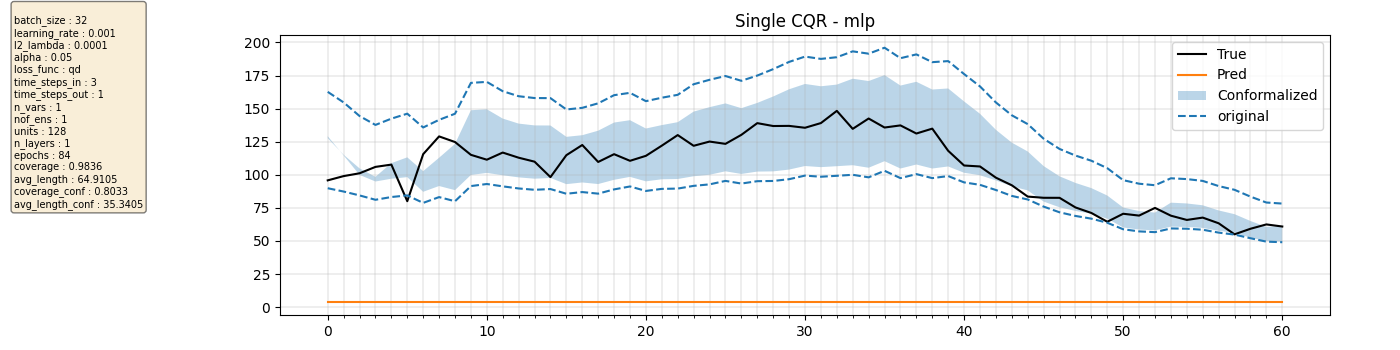 batch_size : 32
learning_rate : 0.001
l2_lambda : 0.0001
alpha : 0.05
loss_func : qd
time_steps_in : 3
time_steps_out : 1
n_vars : 1
nof_ens : 1
units : 128
n_layers : 1
epochs : 84
coverage : 0.9836
avg_length : 64.9105
coverage_conf : 0.8033
avg_length_conf : 35.3405
Single CQR - mlp
200
175
150
125
100
75
50
25
0
True
Pred
Conformalized
original
0 10 20 30 40 50 60